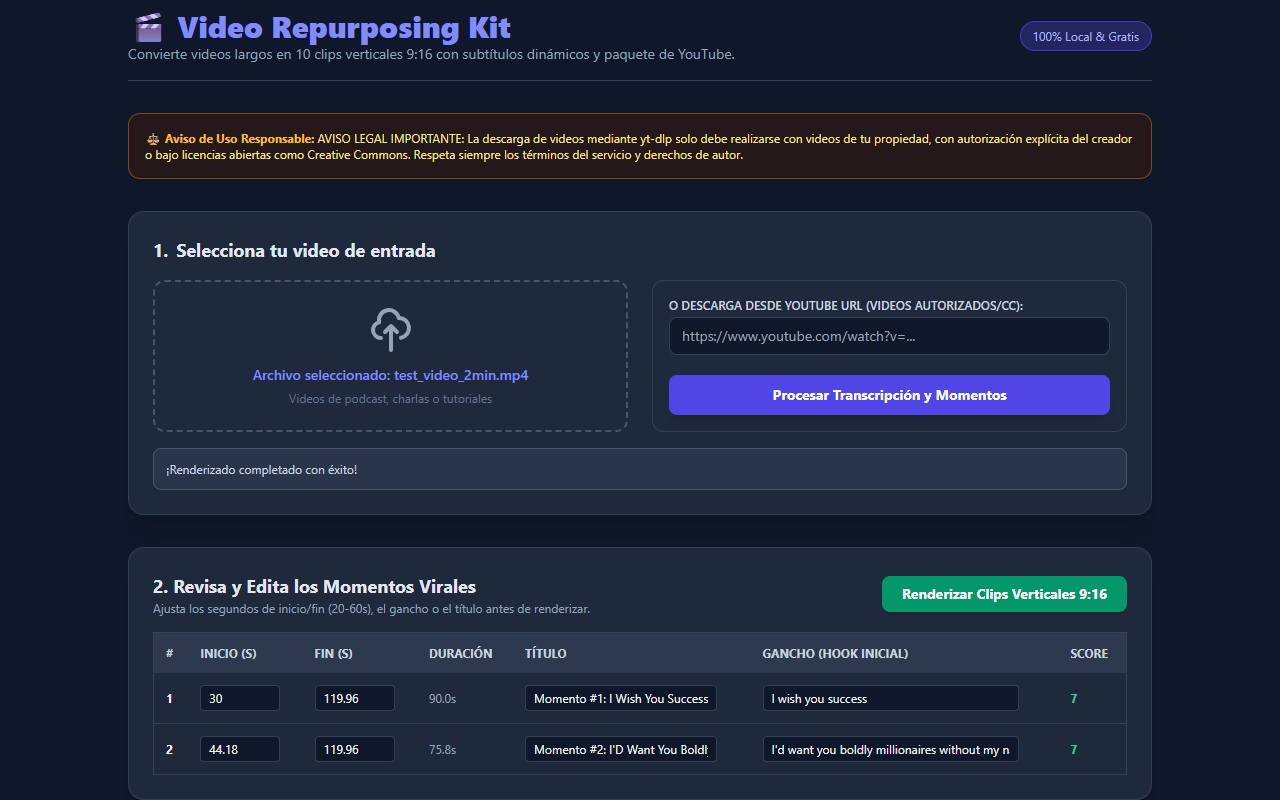 Video Repurposing Kit
Convierte videos largos en 10 clips verticales 9:16 con subtítulos dinámicos y paquete de YouTube.
100% Local & Gratis
Aviso de Uso Responsable: AVISO LEGAL IMPORTANTE: La descarga de videos mediante yt-dlp solo debe realizarse con videos de tu propiedad, con autorización explícita del creador
o bajo licencias abiertas como Creative Commons. Respeta siempre los términos del servicio y derechos de autor.
1. Selecciona tu video de entrada
Archivo seleccionado: test_video_2min.mp4
Videos de podcast, charlas o tutoriales
O DESCARGA DESDE YOUTUBE URL (VIDEOS AUTORIZADOS/CC):
https://www.youtube.com/watch?v=...
Procesar Transcripción y Momentos
¡Renderizado completado con éxito!
2. Revisa y Edita los Momentos Virales
Ajusta los segundos de inicio/fin (20-60s), el gancho o el título antes de renderizar.
Renderizar Clips Verticales 9:16
# INICIO (S) FIN (S) DURACIÓN TÍTULO GANCHO (HOOK INICIAL) SCORE
1 30 119.96 90.0s Momento #1: I Wish You Success I wish you success 7
2 44.18 119.96 75.8s Momento #2: I'D Want You Boldl I'd want you boldly millionaires without my n 7